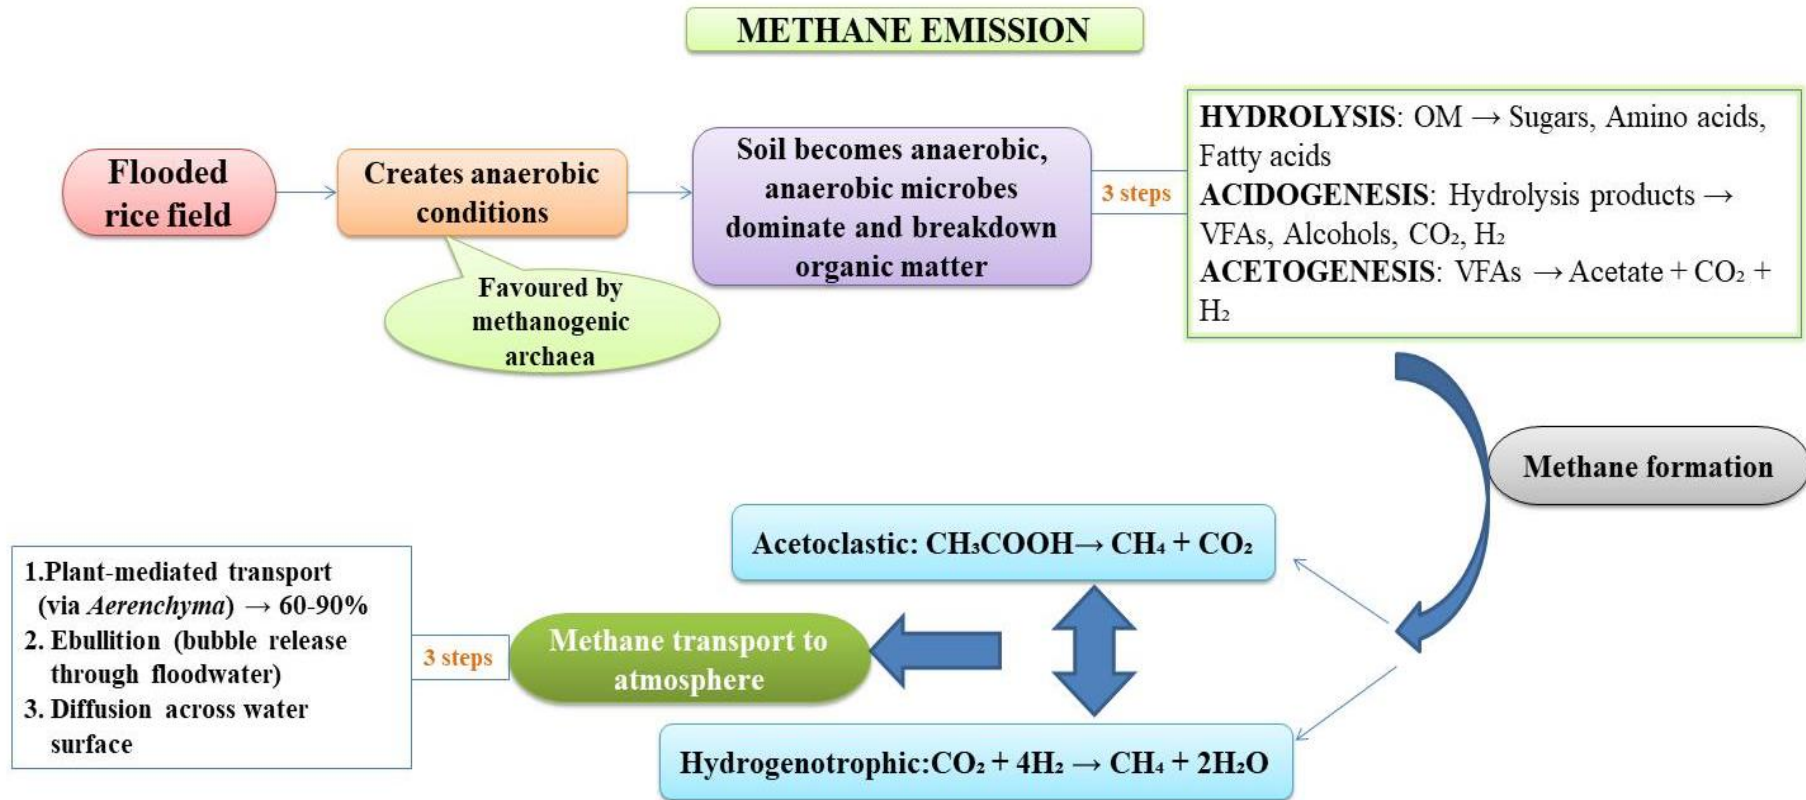 METHANE EMISSION
Flooded
rice field
Creates anaerobic
conditions
Favoured by
methanogenic
archaea
Soil becomes anaerobic,
anaerobic microbes
dominate and breakdown
organic matter
3 steps
HYDROLYSIS: OM → Sugars, Amino acids,
Fatty acids
ACIDOGENESIS: Hydrolysis products →
VFAs, Alcohols, CO₂, H₂
ACETOGENESIS: VFAs → Acetate + CO₂ +
H₂
Methane formation
Acetoclastic: CH₃COOH→ CH₄ + CO₂
Hydrogenotrophic:CO₂ + 4H₂ → CH₄ + 2H₂O
Methane transport to
atmosphere
3 steps
1.Plant-mediated transport
(via Aerenchyma) → 60-90%
2. Ebullition (bubble release
through floodwater)
3. Diffusion across water
surface